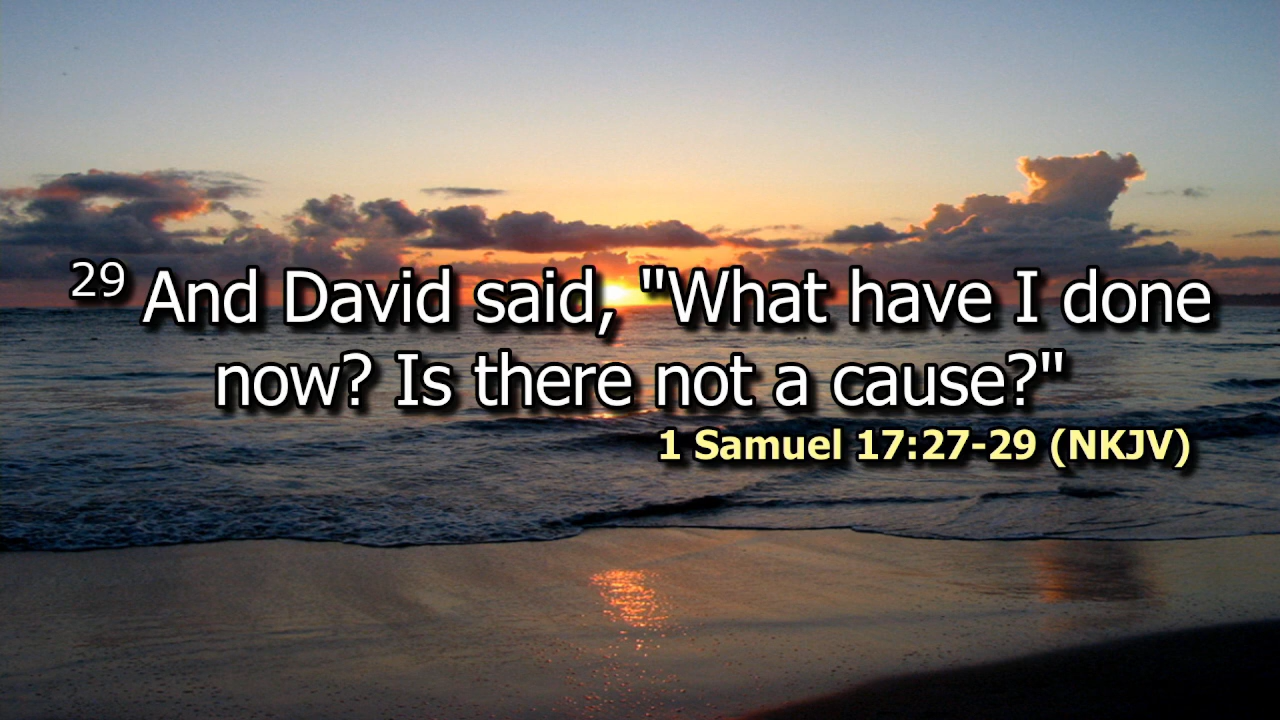 29 And David said, "What have I done
now? Is there not a cause?"
1 Samuel 17:27-29 (NKJV)